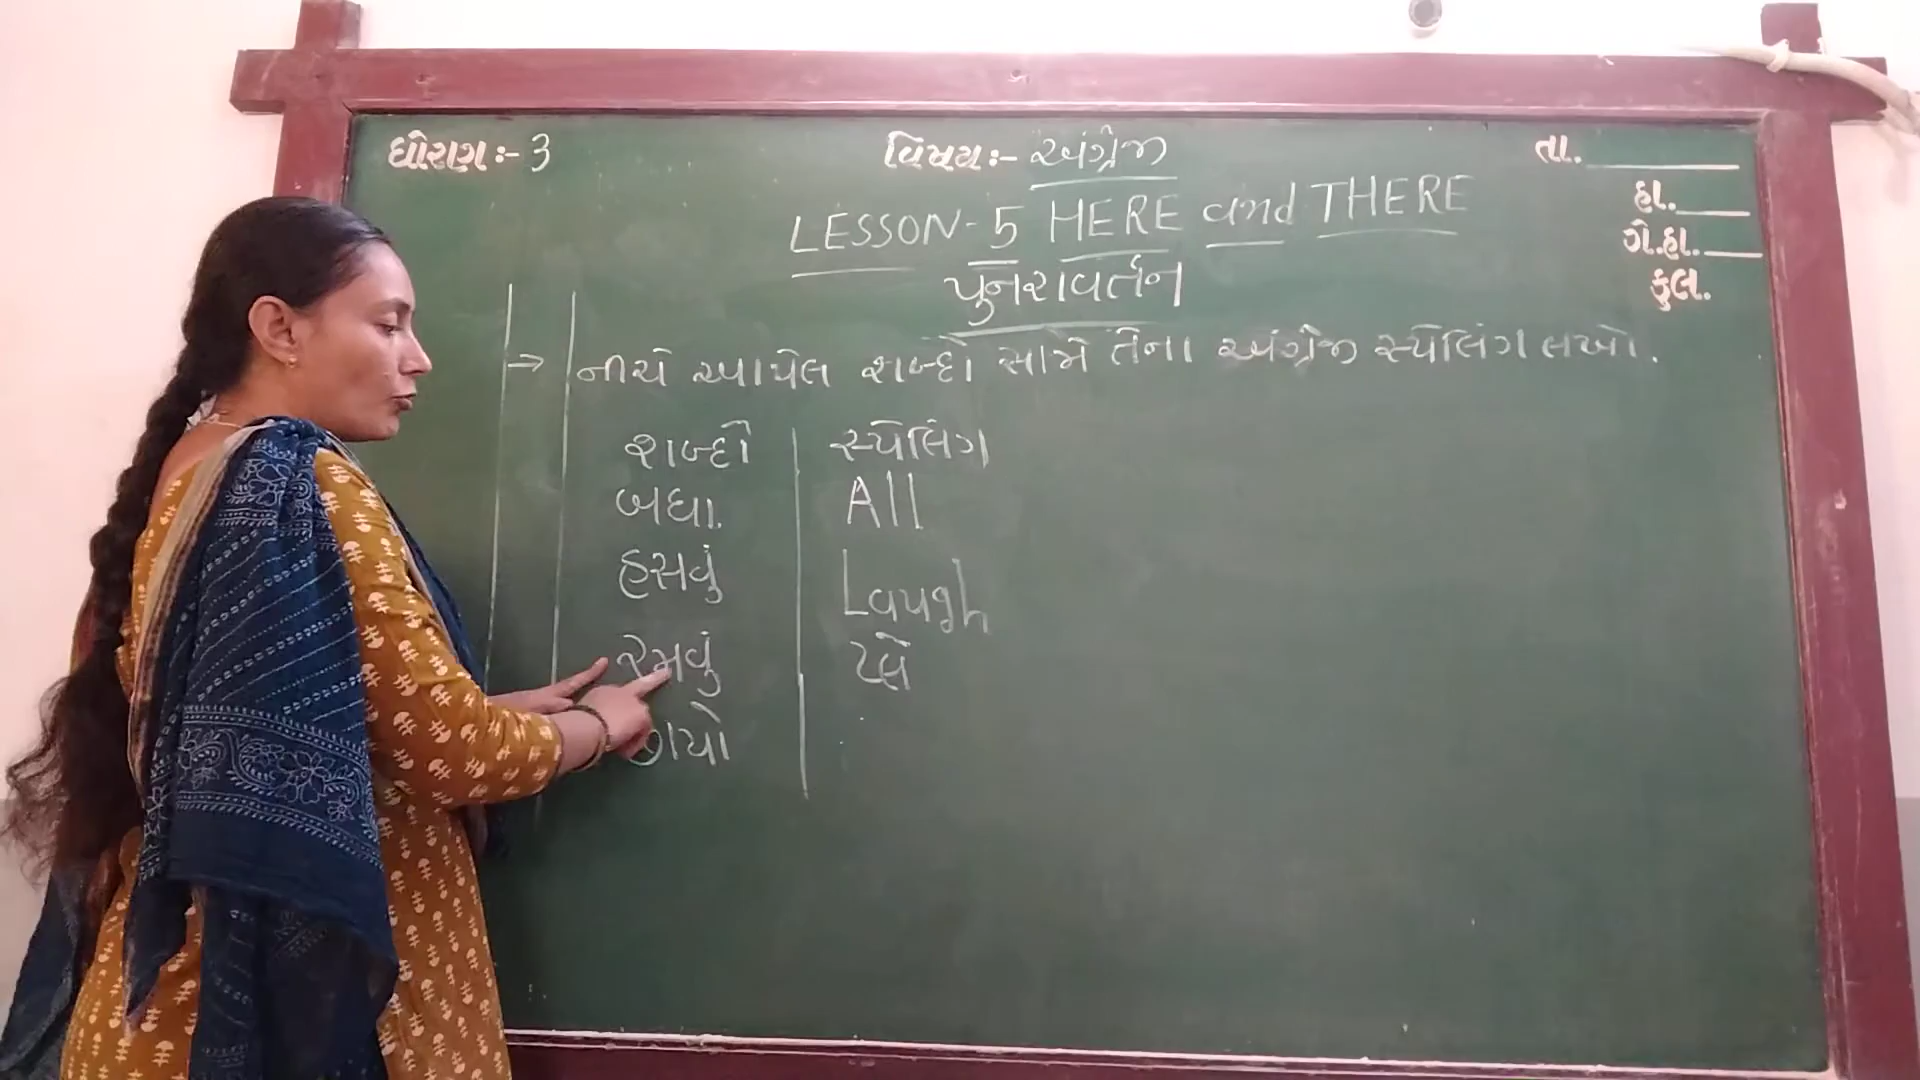 ધોરણઃ- 3
વિષયઃ- અંગ્રેજી
તા.
હા.
ગે.હા.
કુલ.
LESSON-5 HERE and THERE
પુનરાવર્તન
→ નીચે આપેલ શબ્દો સામે તેના અંગ્રેજી સ્પેલિંગ લખો.
શબ્દો સ્પેલિંગ
બધા. All
હસવું Laugh
રમવું પ્લે